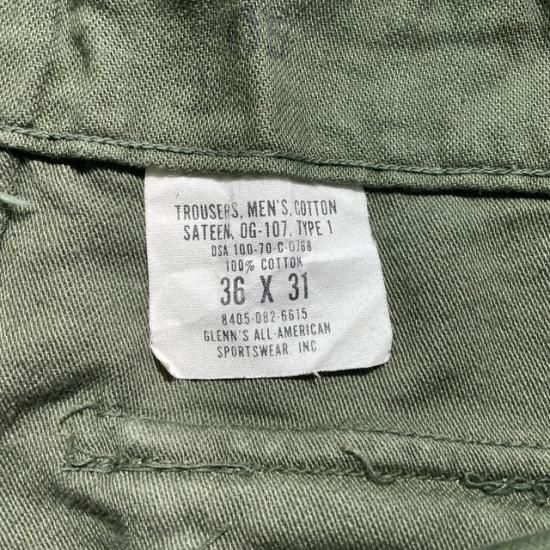 TROUSERS, MEN'S, COTTON
SATEEN, OG-107, TYPE 1
DSA 100-70-C-0768
100% COTTON
36 X 31
8405-082-6615
GLENN'S ALL-AMERICAN
SPORTSWEAR, INC